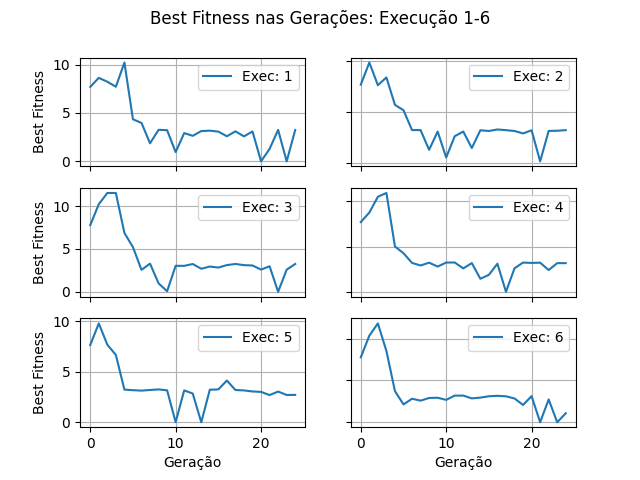 Best Fitness nas Gerações: Execução 1-6
10
5
0
Best Fitness
Exec: 1
Exec: 2
10
5
0
Best Fitness
Exec: 3
Exec: 4
10
5
0
Best Fitness
Exec: 5
Exec: 6
0 10 20
0 10 20
Geração
Geração